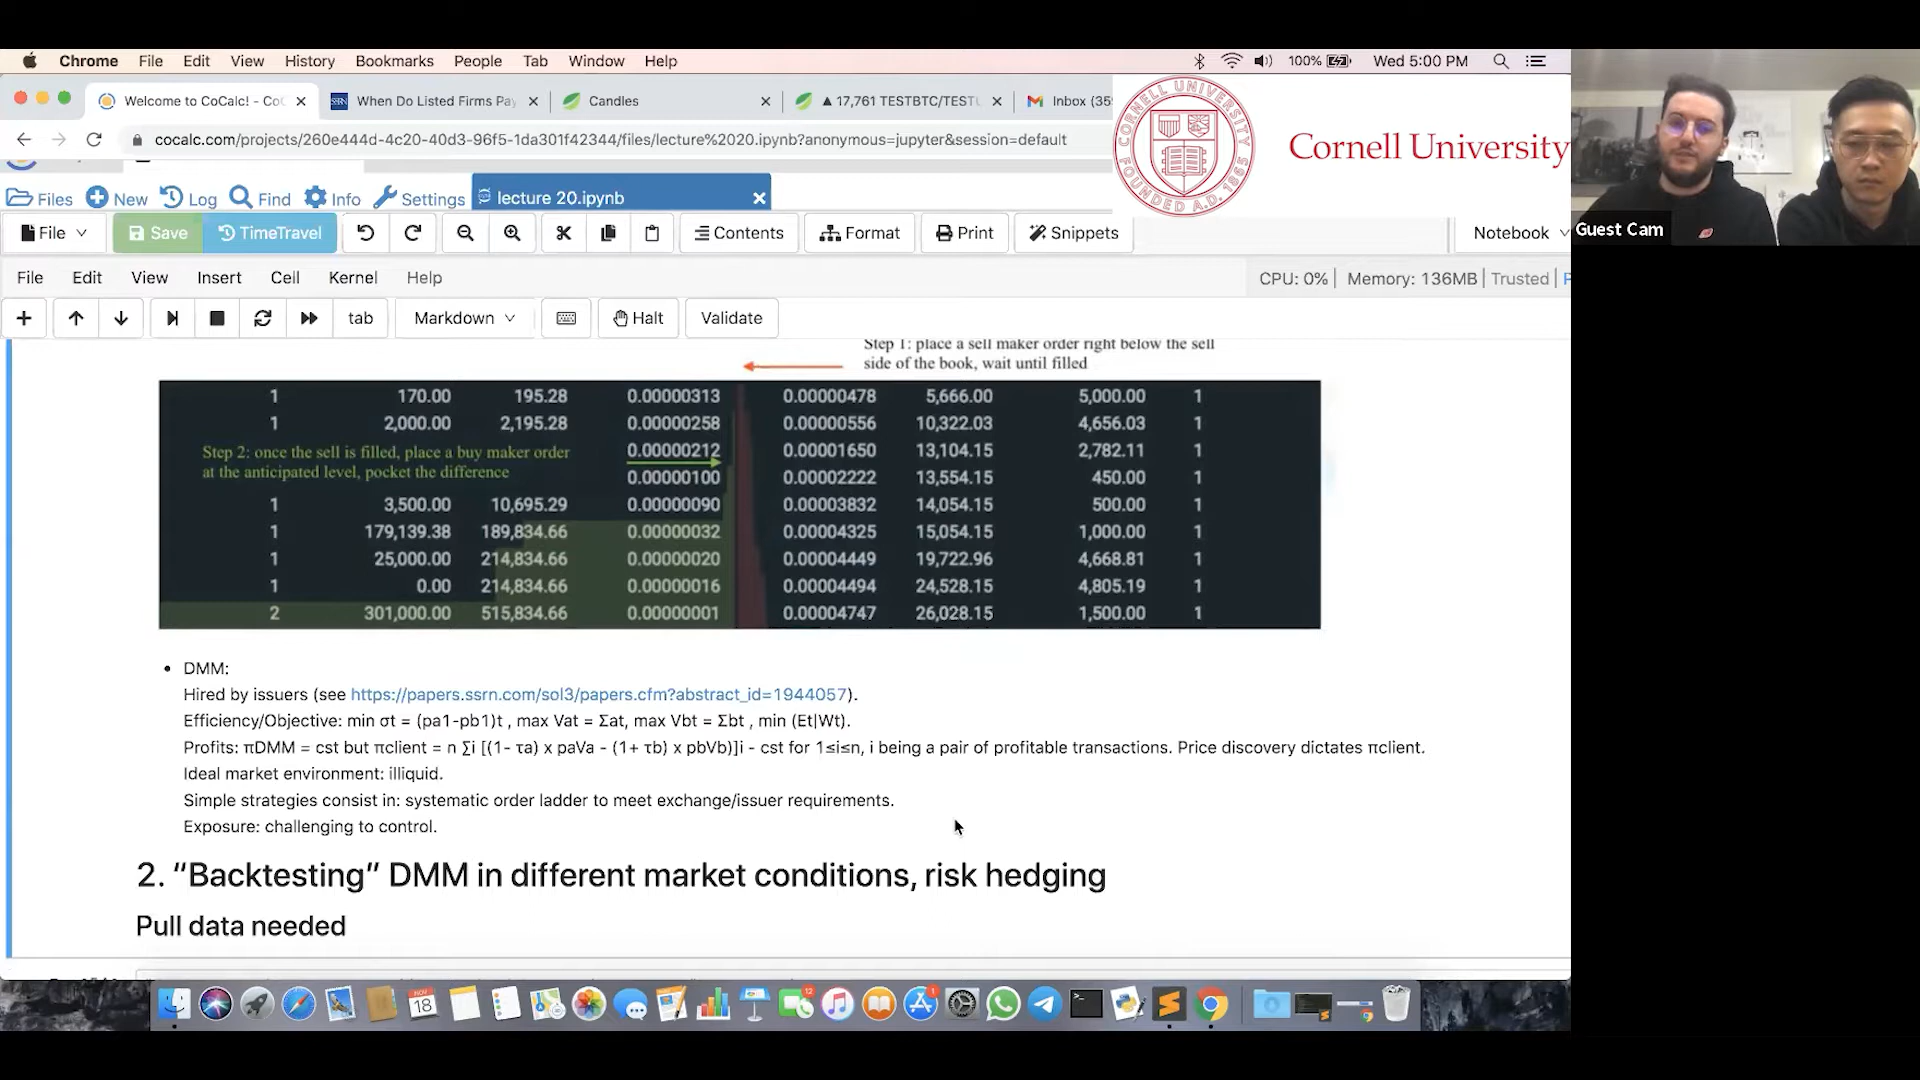 Chrome File Edit View History Bookmarks People Tab Window Help 100% Wed 5:00 PM
Welcome to CoCalc! - Co When Do Listed Firms Pay Candles ▲ 17,761 TESTBTC/TESTU Inbox (35
cocalc.com/projects/260e444d-4c20-40d3-96f5-1da301f42344/files/lecture%2020.ipynb?anonymous=jupyter&session=default
CORNELL UNIVERSITY FOUNDED A.D. 1865
Cornell University
Guest Cam
Files New Log Find Info Settings lecture 20.ipynb
File Save TimeTravel Contents Format Print Snippets Notebook
File Edit View Insert Cell Kernel Help CPU: 0% | Memory: 136MB | Trusted |
tab Markdown Halt Validate
Step 1: place a sell maker order right below the sell
side of the book, wait until filled
1 170.00 195.28 0.00000313 0.00000478 5,666.00 5,000.00 1
1 2,000.00 2,195.28 0.00000258 0.00000556 10,322.03 4,656.03 1
Step 2: once the sell is filled, place a buy maker order
at the anticipated level, pocket the difference
0.00000212 0.00001650 13,104.15 2,782.11 1
0.00000100 0.00002222 13,554.15 450.00 1
1 3,500.00 10,695.29 0.00000090 0.00003832 14,054.15 500.00 1
1 179,139.38 189,834.66 0.00000032 0.00004325 15,054.15 1,000.00 1
1 25,000.00 214,834.66 0.00000020 0.00004449 19,722.96 4,668.81 1
1 0.00 214,834.66 0.00000016 0.00004494 24,528.15 4,805.19 1
2 301,000.00 515,834.66 0.00000001 0.00004747 26,028.15 1,500.00 1
• DMM:
Hired by issuers (see https://papers.ssrn.com/sol3/papers.cfm?abstract_id=1944057).
Efficiency/Objective: min σt = (pa1-pb1)t , max Vat = Σat, max Vbt = Σbt , min (Et|Wt).
Profits: πDMM = cst but πclient = n ∑i [(1- τa) x paVa - (1+ τb) x pbVb)]i - cst for 1≤i≤n, i being a pair of profitable transactions. Price discovery dictates πclient.
Ideal market environment: illiquid.
Simple strategies consist in: systematic order ladder to meet exchange/issuer requirements.
Exposure: challenging to control.
2. “Backtesting” DMM in different market conditions, risk hedging
Pull data needed
NOV 18